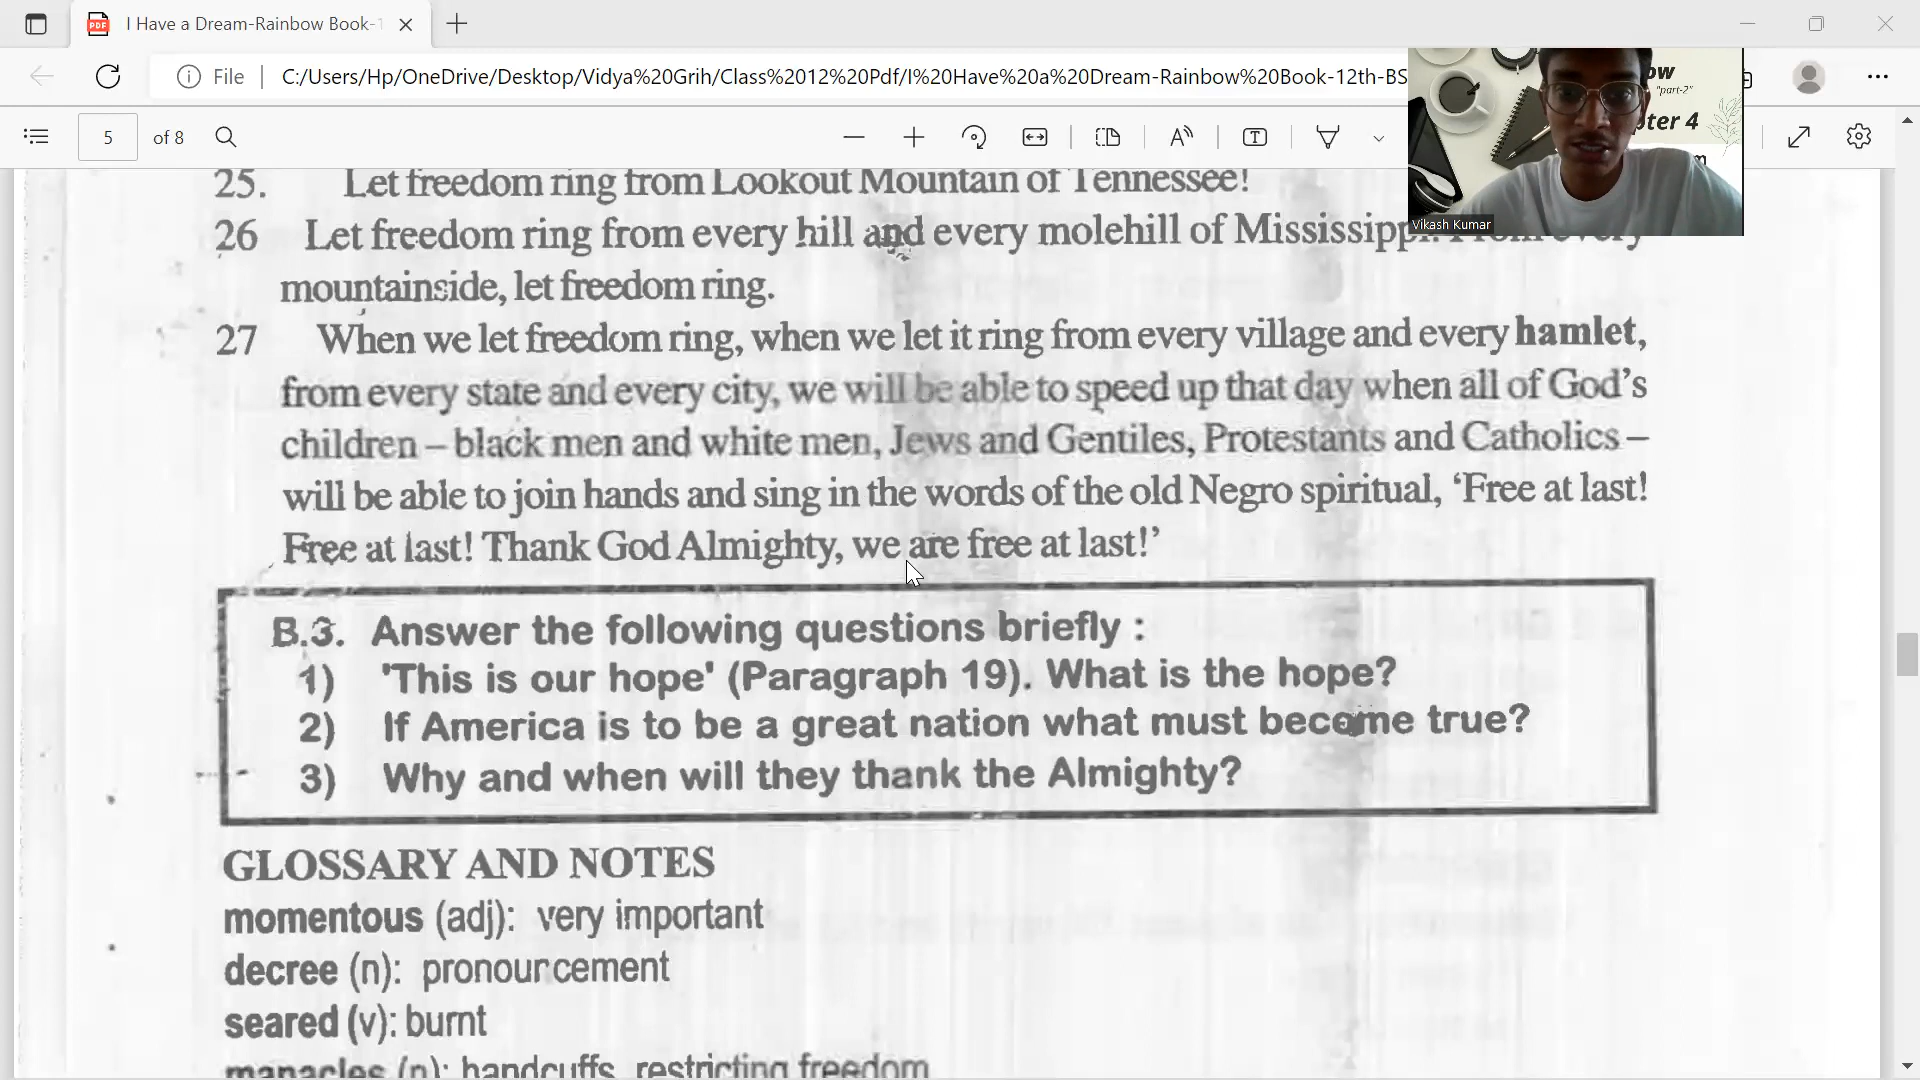 I Have a Dream-Rainbow Book-1
File
C:/Users/Hp/OneDrive/Desktop/Vidya%20Grih/Class%2012%20Pdf/I%20Have%20a%20Dream-Rainbow%20Book-12th-BS
ow
"part-2"
pter 4
m
Vikash Kumar
5 of 8
25. Let freedom ring from Lookout Mountain of Tennessee!
26 Let freedom ring from every hill and every molehill of Mississippi. From every
mountainside, let freedom ring.
27 When we let freedom ring, when we let it ring from every village and every hamlet,
from every state and every city, we will be able to speed up that day when all of God's
children – black men and white men, Jews and Gentiles, Protestants and Catholics –
will be able to join hands and sing in the words of the old Negro spiritual, 'Free at last!
Free at last! Thank God Almighty, we are free at last!'
B.3. Answer the following questions briefly :
1) 'This is our hope' (Paragraph 19). What is the hope?
2) If America is to be a great nation what must become true?
3) Why and when will they thank the Almighty?
GLOSSARY AND NOTES
momentous (adj): very important
decree (n): pronouncement
seared (v): burnt
manacles (n): handcuffs, restricting freedom